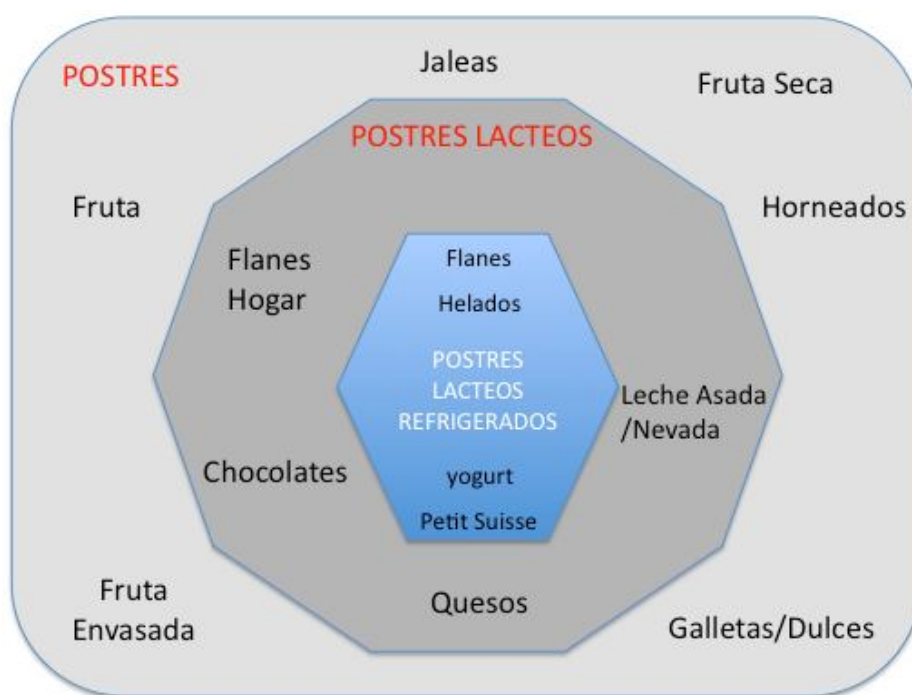 Jaleas
POSTRES
Fruta Seca
POSTRES LACTEOS
Fruta
Horneados
Flanes
Hogar
Flanes
Helados
POSTRES
LACTEOS
REFRIGERADOS
Leche Asada
/Nevada
Chocolates
yogurt
Petit Suisse
Fruta
Envasada
Quesos
Galletas/Dulces